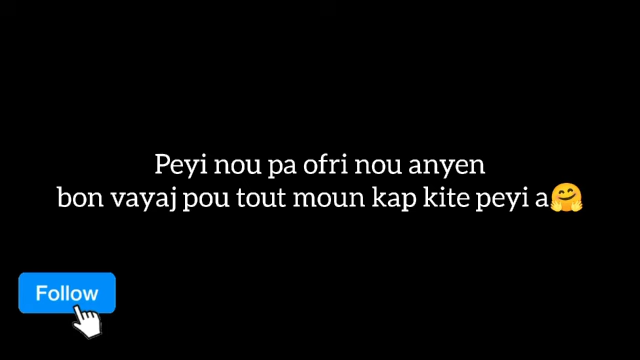 Peyi nou pa ofri nou anyen
bon vayaj pou tout moun kap kite peyi a🤗
Follow